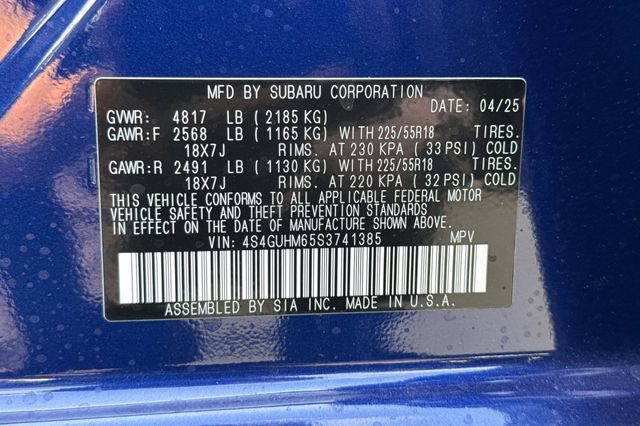 MFD BY SUBARU CORPORATION
DATE: 04/25
GVWR: 4817 LB (2185 KG)
GAWR:F 2568 LB (1165 KG) WITH 225/55R18 TIRES.
18X7J RIMS. AT 230 KPA (33 PSI) COLD
GAWR:R 2491 LB (1130 KG) WITH 225/55R18 TIRES.
18X7J RIMS. AT 220 KPA (32 PSI) COLD
THIS VEHICLE CONFORMS TO ALL APPLICABLE FEDERAL MOTOR
VEHICLE SAFETY AND THEFT PREVENTION STANDARDS
IN EFFECT ON THE DATE OF MANUFACTURE SHOWN ABOVE.
VIN: 4S4GUHM65S3741385 MPV
ASSEMBLED BY SIA INC. MADE IN U.S.A.